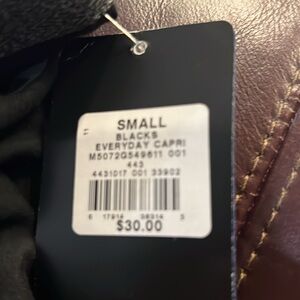 SMALL
BLACKS
EVERYDAY CAPRI
M5072G549611 001
443
4431017 001 33902
$30.00